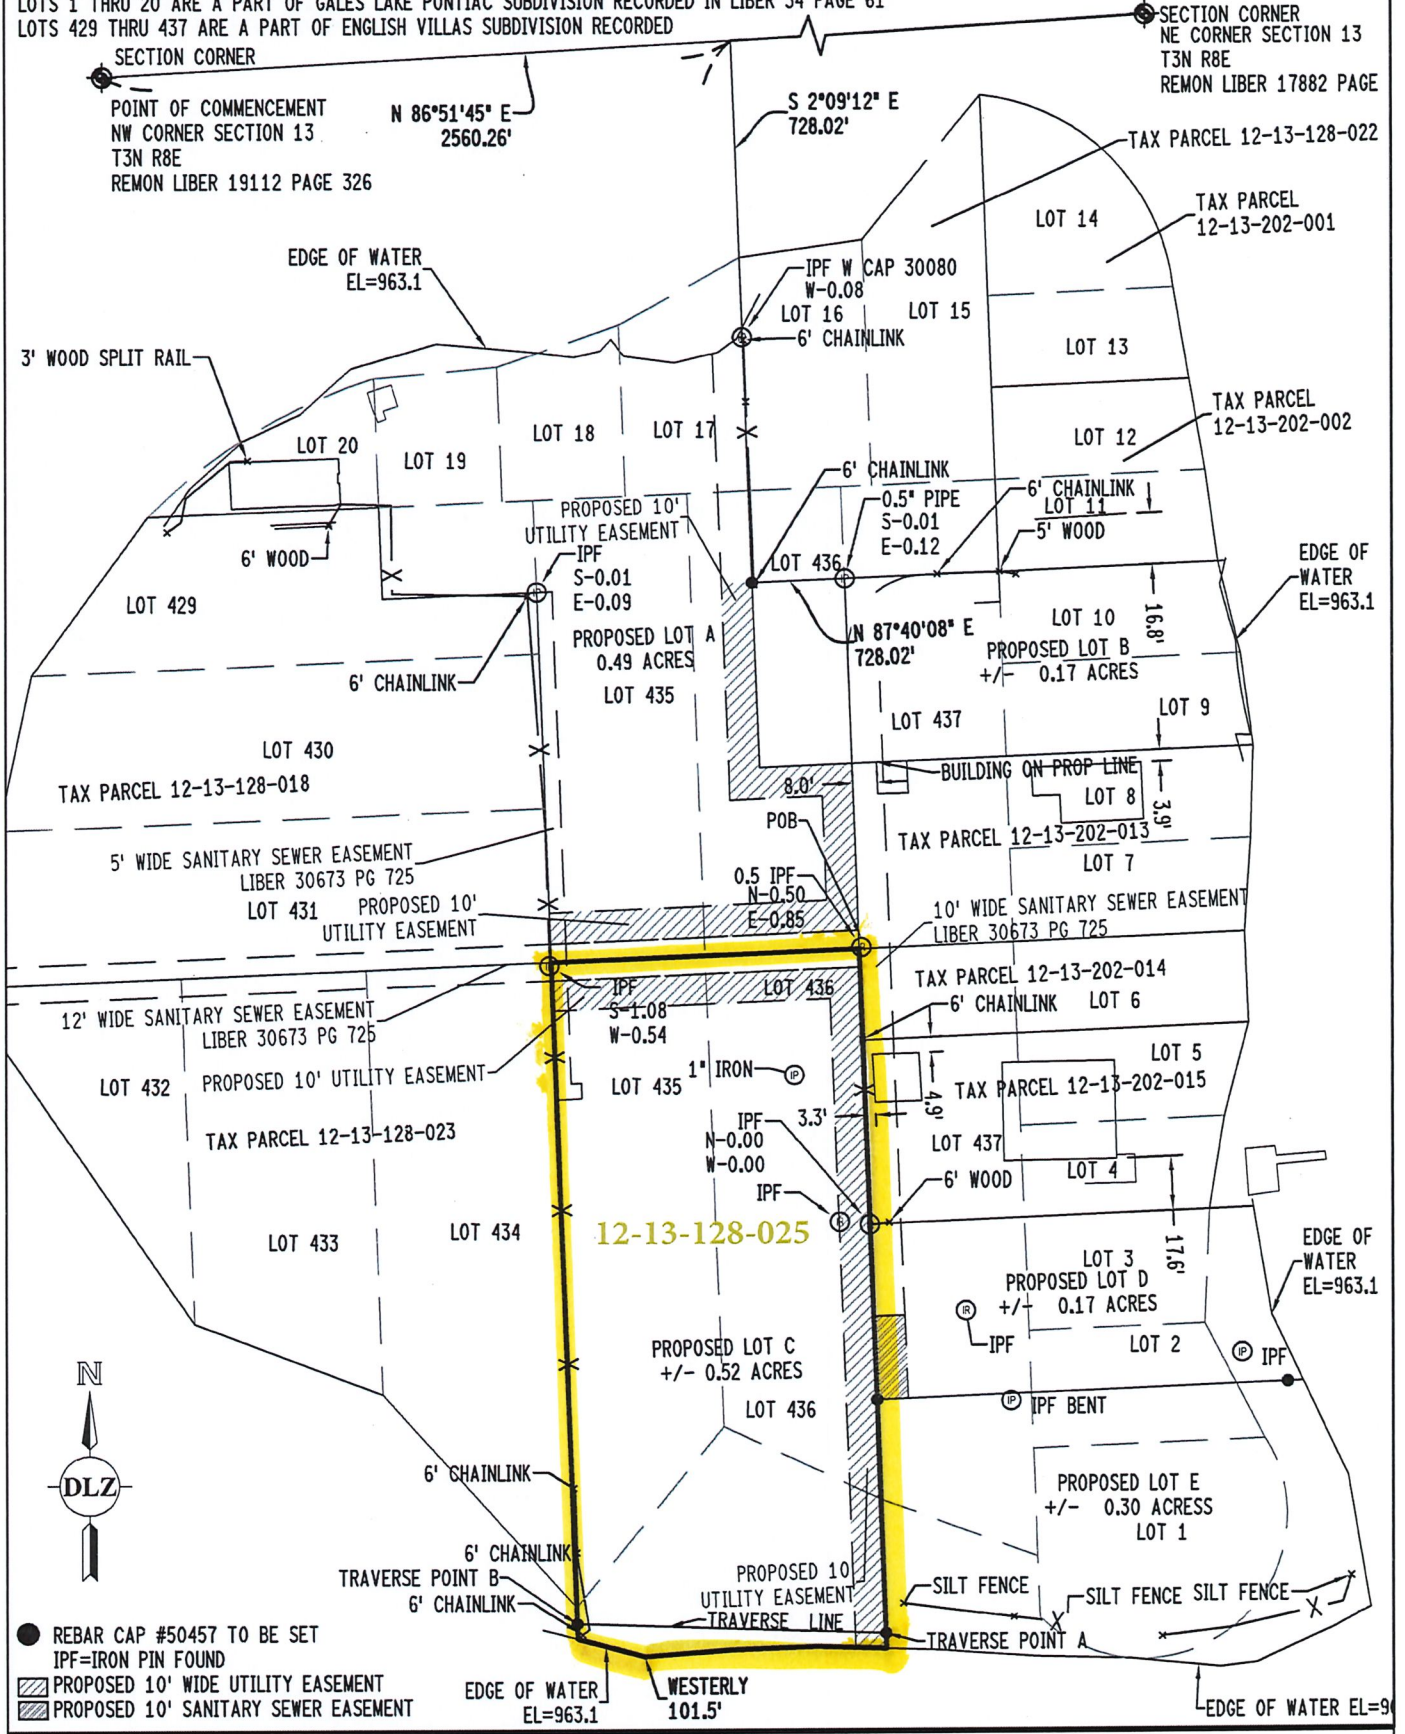 LOTS 1 THRU 20 ARE A PART OF GALES LAKE PONTIAC SUBDIVISION RECORDED IN LIBER 34 PAGE 61
LOTS 429 THRU 437 ARE A PART OF ENGLISH VILLAS SUBDIVISION RECORDED
SECTION CORNER
POINT OF COMMENCEMENT
NW CORNER SECTION 13
T3N R8E
REMON LIBER 19112 PAGE 326
N 86°51'45" E
2560.26'
S 2°09'12" E
728.02'
SECTION CORNER
NE CORNER SECTION 13
T3N R8E
REMON LIBER 17882 PAGE
TAX PARCEL 12-13-128-022
TAX PARCEL
12-13-202-001
LOT 14
EDGE OF WATER
EL=963.1
IPF W CAP 30080
W-0.08
LOT 16
6' CHAINLINK
LOT 15
LOT 13
3' WOOD SPLIT RAIL
TAX PARCEL
12-13-202-002
LOT 12
LOT 20
LOT 19
LOT 18
LOT 17
6' CHAINLINK
0.5" PIPE
S-0.01
E-0.12
6' CHAINLINK
LOT 11
5' WOOD
PROPOSED 10'
UTILITY EASEMENT
6' WOOD
IPF
S-0.01
E-0.09
LOT 436
EDGE OF
WATER
EL=963.1
LOT 429
PROPOSED LOT A
0.49 ACRES
LOT 435
N 87°40'08" E
728.02'
LOT 10
PROPOSED LOT B
+/- 0.17 ACRES
16.8'
6' CHAINLINK
LOT 437
LOT 9
LOT 430
TAX PARCEL 12-13-128-018
BUILDING ON PROP LINE
8.0'
LOT 8
3.9'
POB
TAX PARCEL 12-13-202-013
LOT 7
5' WIDE SANITARY SEWER EASEMENT
LIBER 30673 PG 725
LOT 431
PROPOSED 10'
UTILITY EASEMENT
0.5 IPF
N-0.50
E-0.85
10' WIDE SANITARY SEWER EASEMENT
LIBER 30673 PG 725
TAX PARCEL 12-13-202-014
6' CHAINLINK
LOT 6
IPF
S-1.08
W-0.54
LOT 436
12' WIDE SANITARY SEWER EASEMENT
LIBER 30673 PG 725
LOT 432
PROPOSED 10' UTILITY EASEMENT
LOT 435
1" IRON
IP
LOT 5
TAX PARCEL 12-13-202-015
4.9'
3.3'
TAX PARCEL 12-13-128-023
IPF
N-0.00
W-0.00
LOT 437
LOT 4
6' WOOD
IPF
12-13-128-025
LOT 433
LOT 434
17.6'
EDGE OF
WATER
EL=963.1
LOT 3
PROPOSED LOT D
+/- 0.17 ACRES
IR
IPF
LOT 2
IP
IPF
PROPOSED LOT C
+/- 0.52 ACRES
LOT 436
IP
IPF BENT
N
DLZ
6' CHAINLINK
PROPOSED LOT E
+/- 0.30 ACRESS
LOT 1
6' CHAINLINK
TRAVERSE POINT B
6' CHAINLINK
PROPOSED 10
UTILITY EASEMENT
TRAVERSE LINE
SILT FENCE
SILT FENCE
SILT FENCE
TRAVERSE POINT A
REBAR CAP #50457 TO BE SET
IPF=IRON PIN FOUND
PROPOSED 10' WIDE UTILITY EASEMENT
PROPOSED 10' SANITARY SEWER EASEMENT
EDGE OF WATER
EL=963.1
WESTERLY
101.5'
EDGE OF WATER EL=9